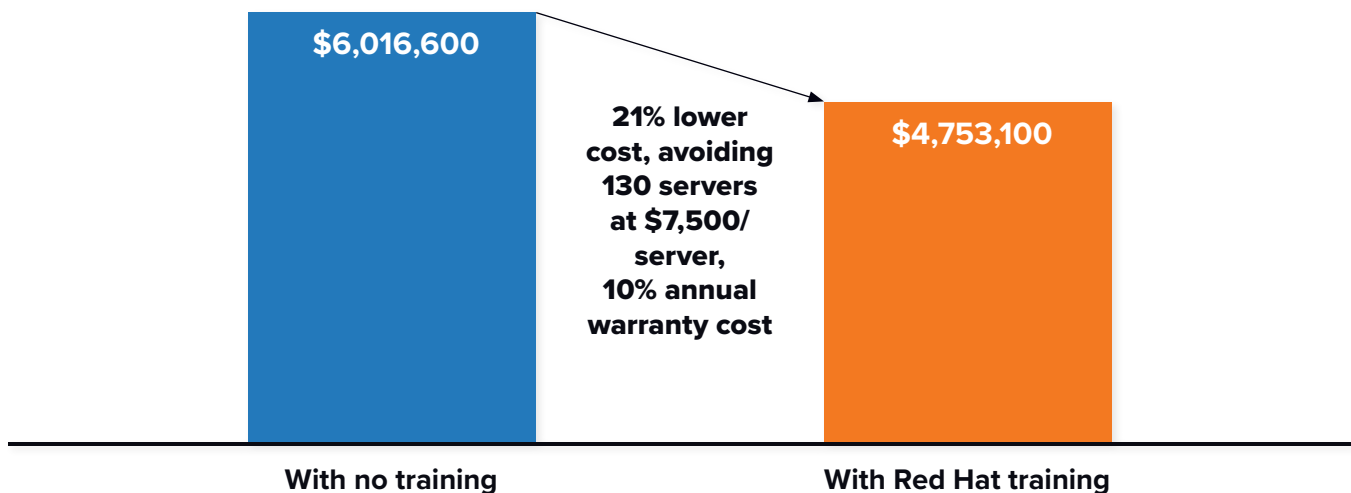 $6,016,600
21% lower
cost, avoiding
130 servers
at $7,500/
server,
10% annual
warranty cost
$4,753,100
With no training
With Red Hat training